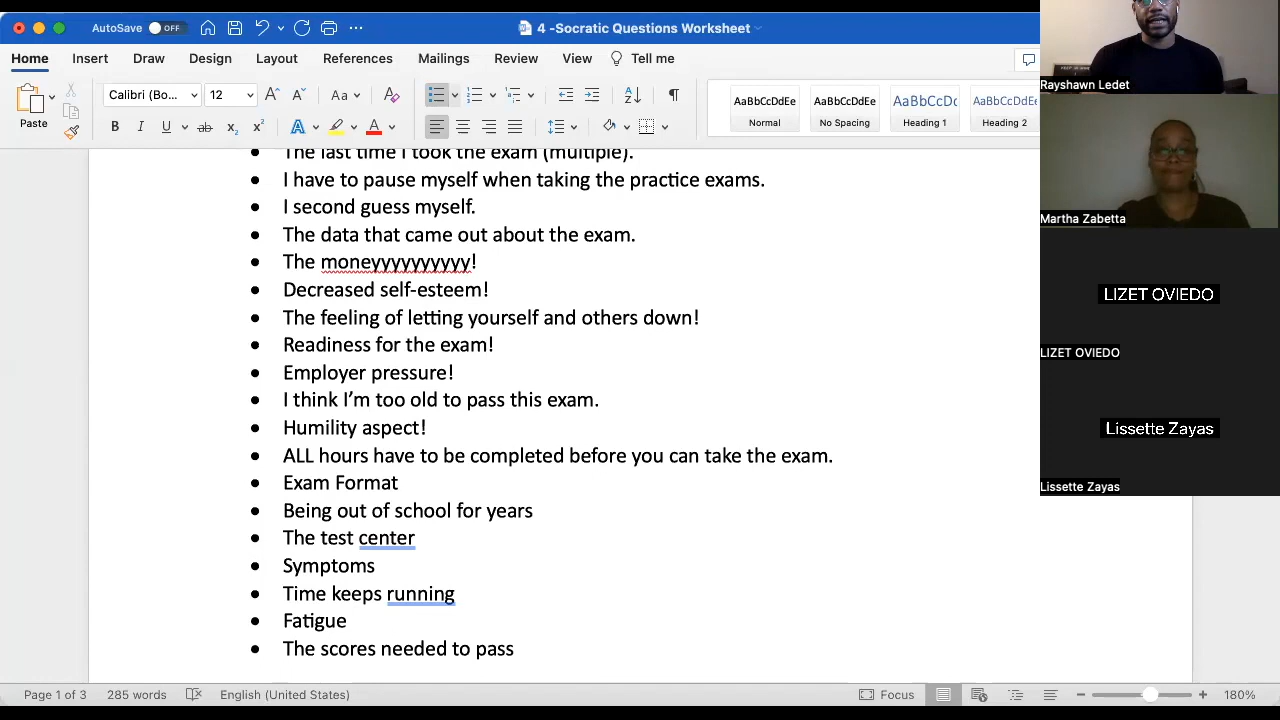 AutoSave OFF
4 -Socratic Questions Worksheet
Home Insert Draw Design Layout References Mailings Review View Tell me
Paste
Calibri (Bo... 12
AaBbCcDdEe AaBbCcDdEe AaBbCcDc AaBbCcDdEe
Normal No Spacing Heading 1 Heading 2
The last time I took the exam (multiple).
I have to pause myself when taking the practice exams.
I second guess myself.
The data that came out about the exam.
The moneyyyyyyyyyy!
Decreased self-esteem!
The feeling of letting yourself and others down!
Readiness for the exam!
Employer pressure!
I think I’m too old to pass this exam.
Humility aspect!
ALL hours have to be completed before you can take the exam.
Exam Format
Being out of school for years
The test center
Symptoms
Time keeps running
Fatigue
The scores needed to pass
Page 1 of 3 285 words English (United States) Focus 180%
Rayshawn Ledet
Martha Zabetta
LIZET OVIEDO
LIZET OVIEDO
Lissette Zayas
Lissette Zayas